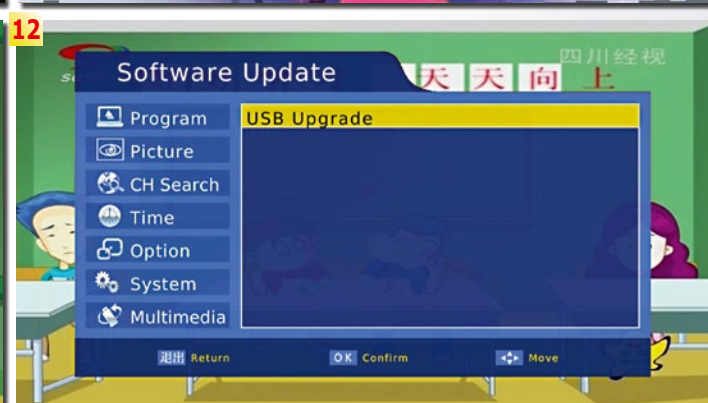 12
四川经视
Software Update
天天向上
Program
USB Upgrade
Picture
CH Search
Time
Option
System
Multimedia
退出 Return
OK Confirm
Move